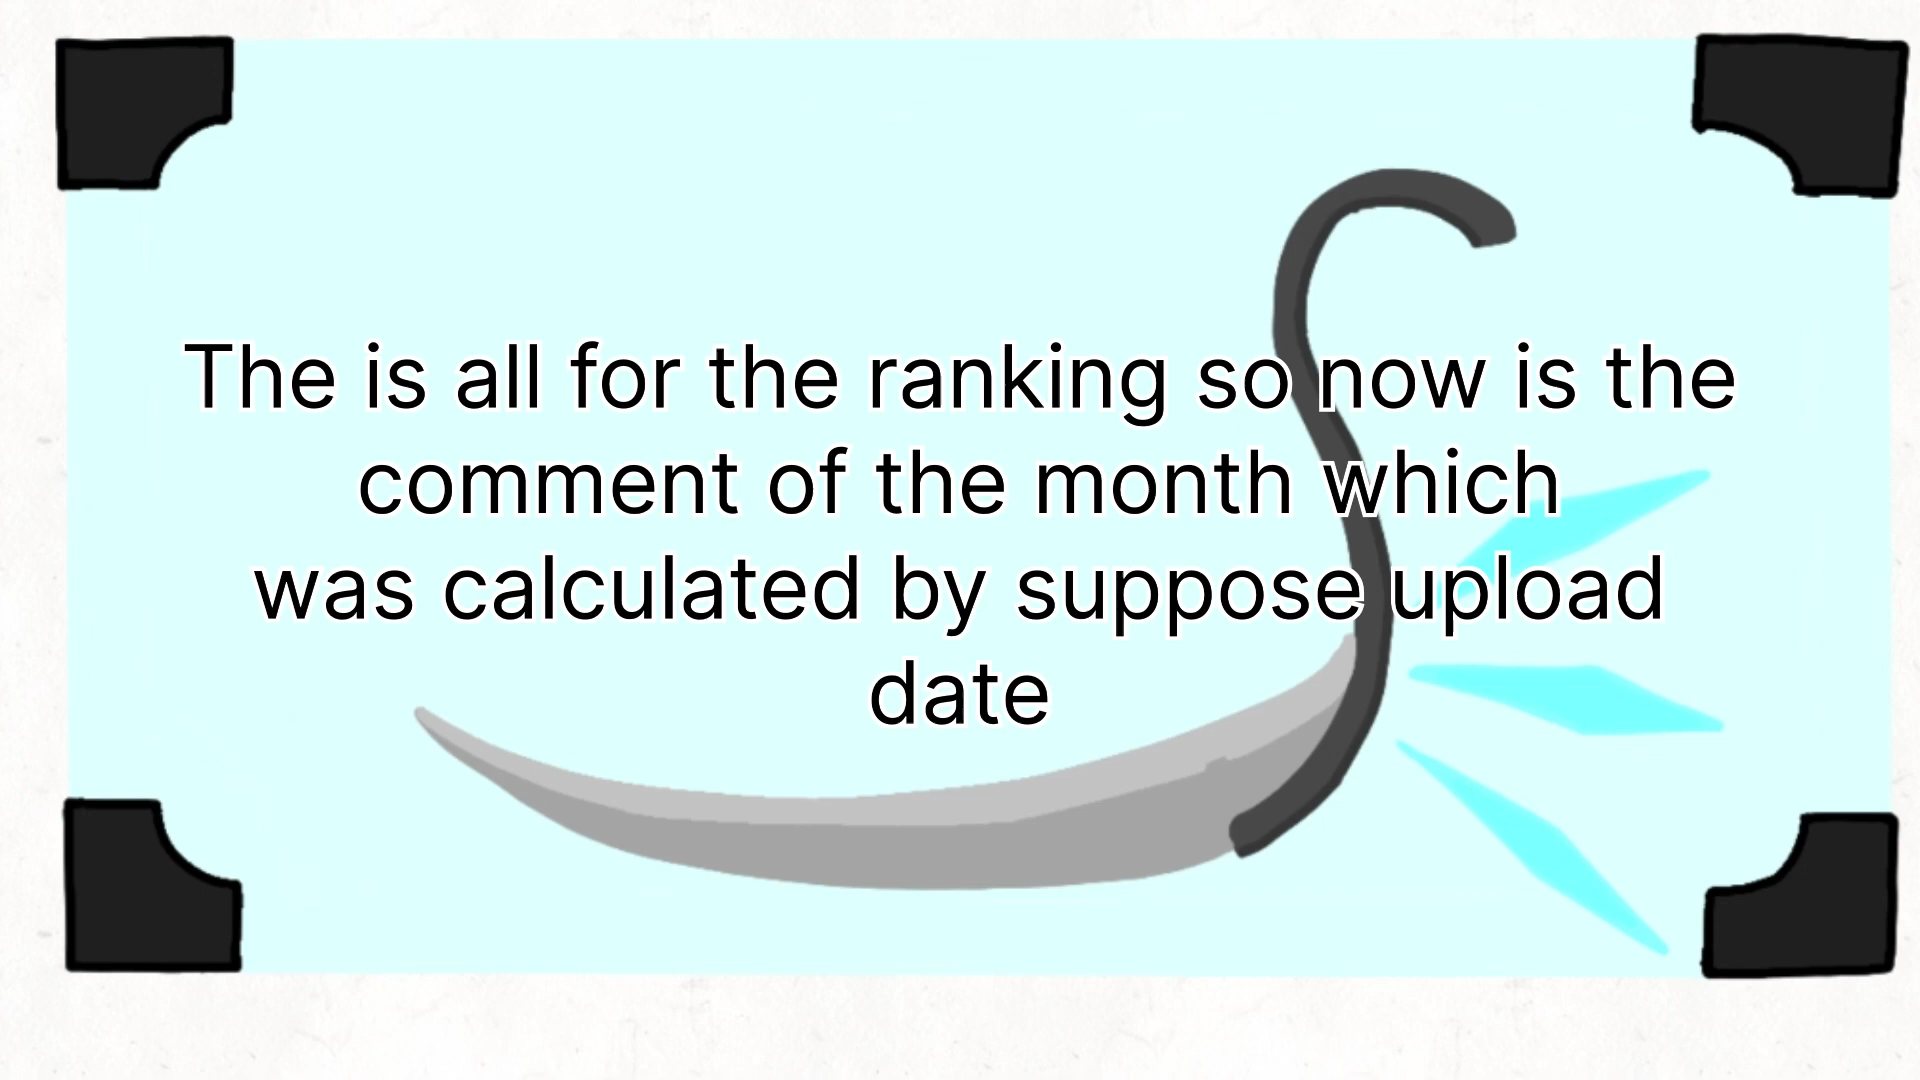 The is all for the ranking so now is the
comment of the month which
was calculated by suppose upload
date